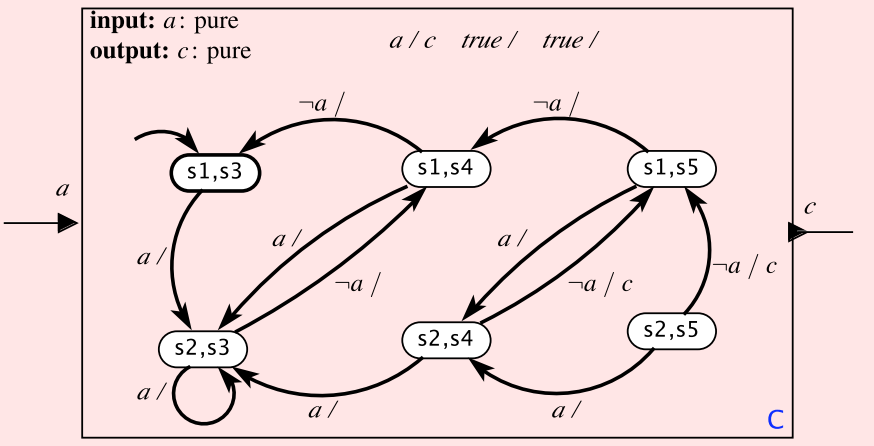 input: a: pure
output: c: pure
a / c true / true /
¬a /
¬a /
s1,s3
s1,s4
s1,s5
a
c
a /
a /
a /
¬a /
¬a / c
¬a / c
s2,s3
s2,s4
s2,s5
a /
a /
a /
C